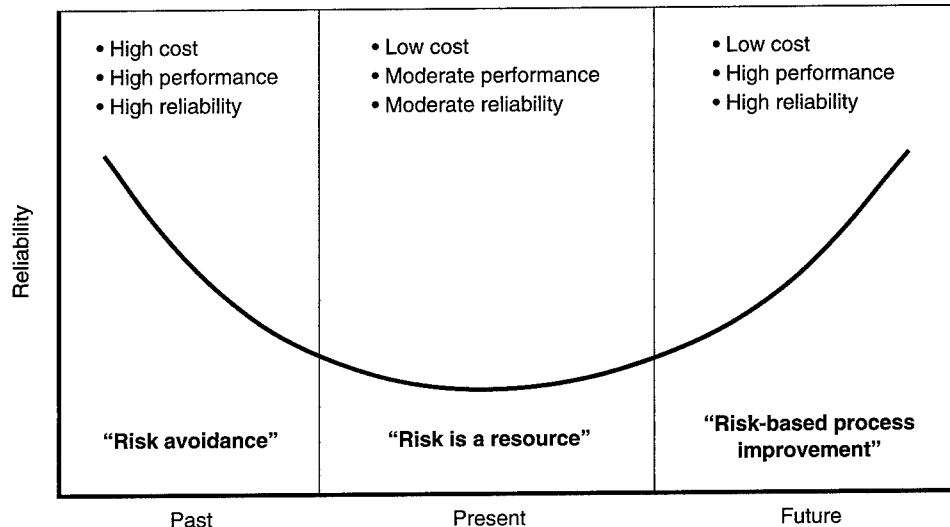 • High cost
• High performance
• High reliability
• Low cost
• Moderate performance
• Moderate reliability
• Low cost
• High performance
• High reliability
Reliability
“Risk avoidance”
“Risk is a resource”
“Risk-based process
improvement”
Past
Present
Future